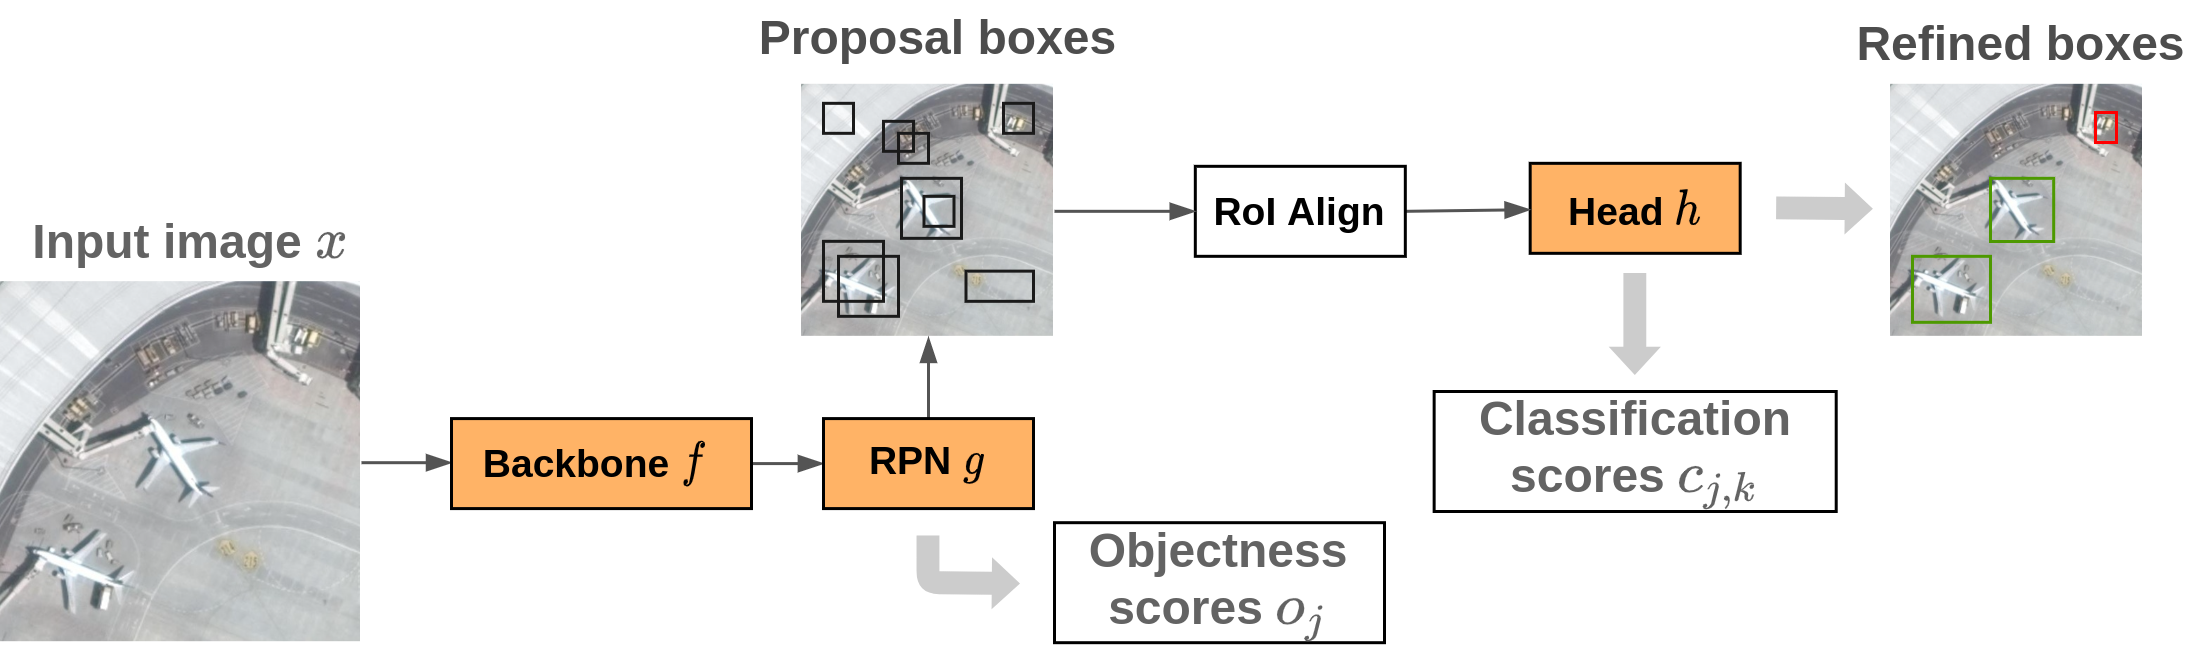 Proposal boxes
Refined boxes
Input image x
RoI Align
Head h
Backbone f
RPN g
Classification
scores c_{j,k}
Objectness
scores o_j